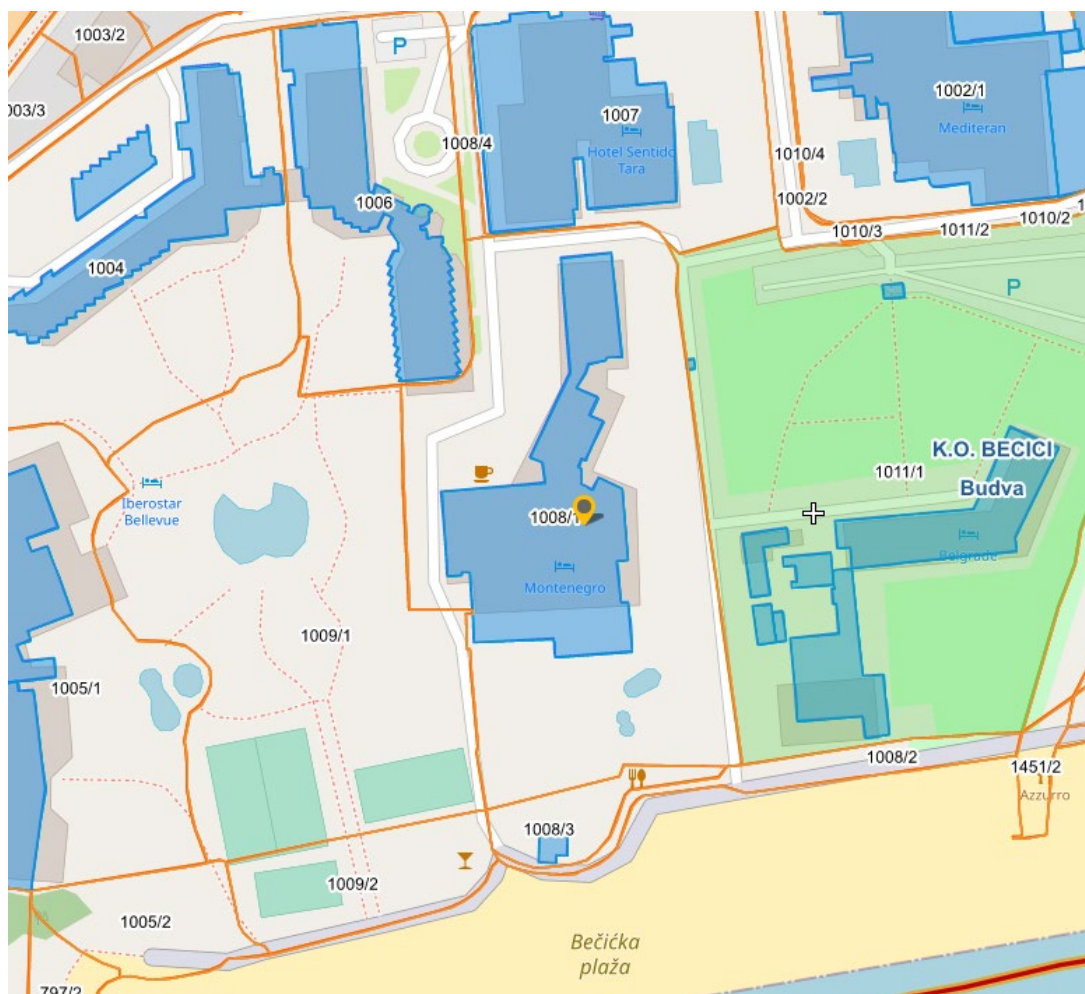 1003/2
P
003/3
1007
1002/1
Mediteran
1008/4
Hotel Sentido
Tara
1010/4
1006
1002/2
1010/2
1010/3
1011/2
1004
P
K.O. BECICI
1011/1
Budva
Iberostar
Bellevue
1008/1
Belgrade
Montenegro
1009/1
1005/1
1008/2
1451/2
Azzurro
1008/3
1009/2
1005/2
Bečićka
plaža
797/2